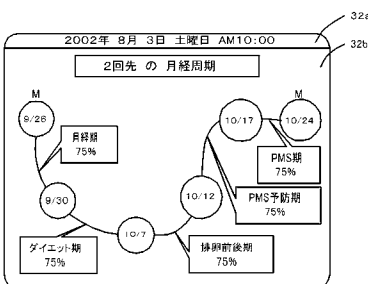 32a
2002年 8月 3日 土曜日 AM10:00
32b
2回先 の 月経周期
M
9/26
月経期
75%
9/30
ダイエット期
75%
10/7
排卵前後期
75%
10/12
PMS予防期
75%
10/17
PMS期
75%
M
10/24